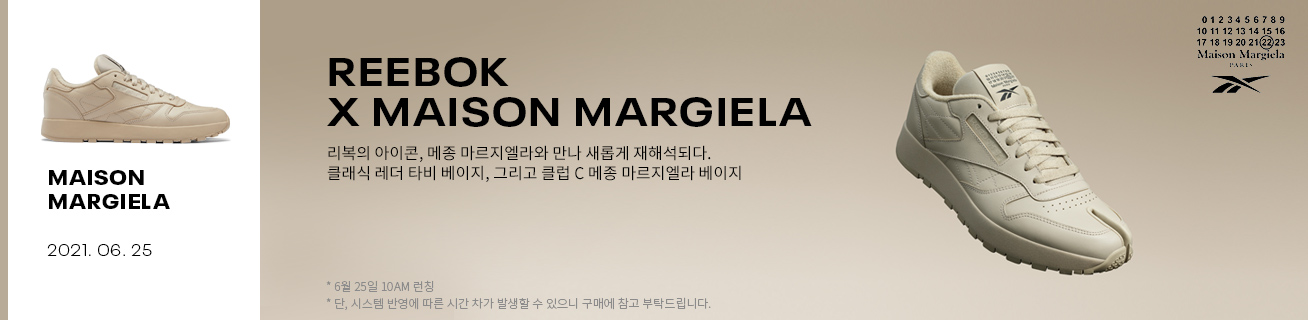 MAISON
MARGIELA
2021. 06. 25
REEBOK
X MAISON MARGIELA
리복의 아이콘, 메종 마르지엘라와 만나 새롭게 재해석되다.
클래식 레더 타비 베이지, 그리고 클럽 C 메종 마르지엘라 베이지
* 6월 25일 10AM 런칭
* 단, 시스템 반영에 따른 시간 차가 발생할 수 있으니 구매에 참고 부탁드립니다.
0 1 2 3 4 5 6 7 8 9
10 11 12 13 14 15 16
17 18 19 20 21 22 23
Maison Margiela
PARIS